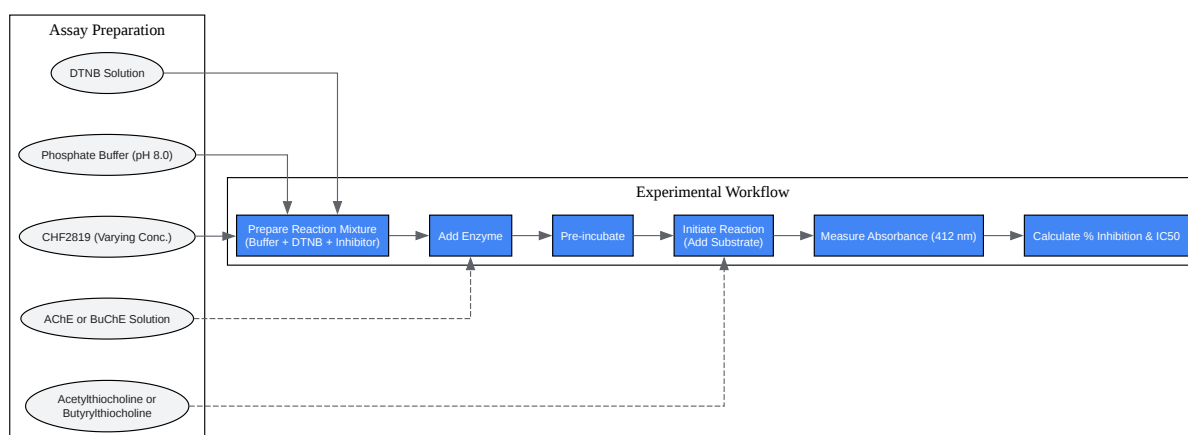 Assay Preparation
DTNB Solution
Phosphate Buffer (pH 8.0)
CHF2819 (Varying Conc.)
AChE or BuChE Solution
Acetylthiocholine or
Butyrylthiocholine
Experimental Workflow
Prepare Reaction Mixture
(Buffer + DTNB + Inhibitor)
Add Enzyme
Pre-incubate
Initiate Reaction
(Add Substrate)
Measure Absorbance (412 nm)
Calculate % Inhibition & IC50